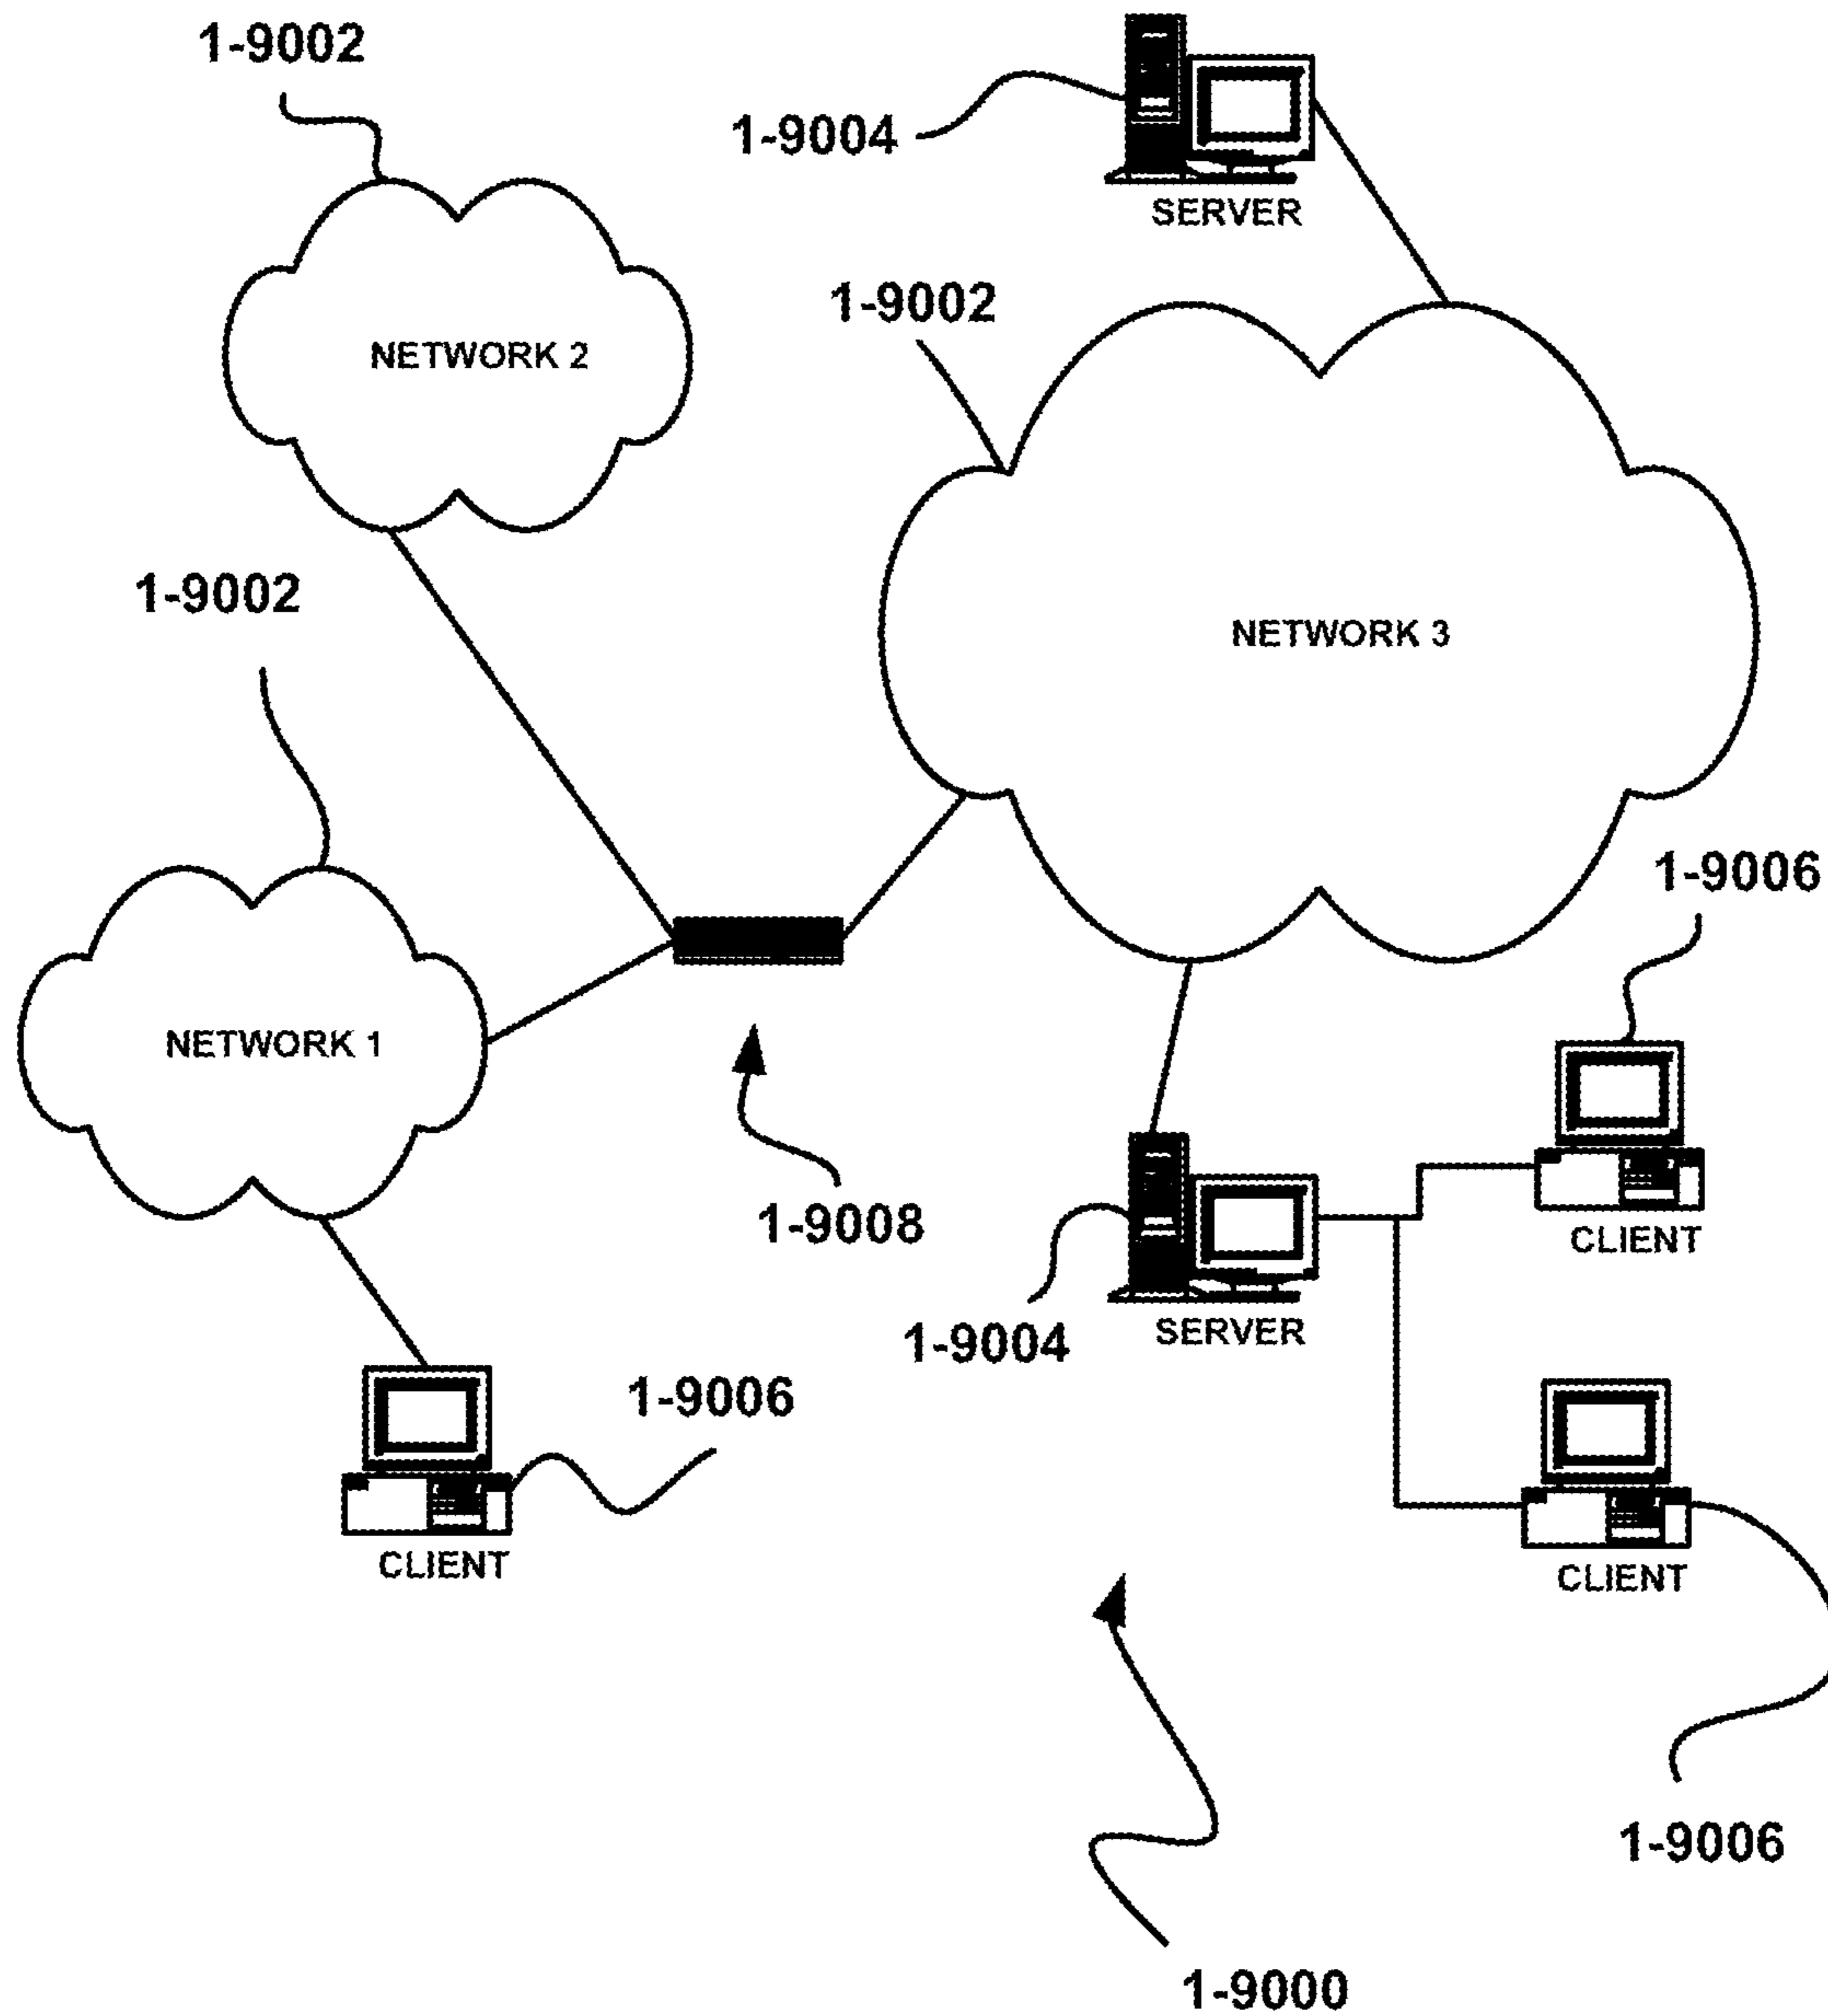 1-9002
1-9004
SERVER
1-9002
NETWORK 2
1-9002
NETWORK 3
1-9006
NETWORK 1
1-9008
CLIENT
1-9004
SERVER
1-9006
CLIENT
CLIENT
1-9006
1-9000